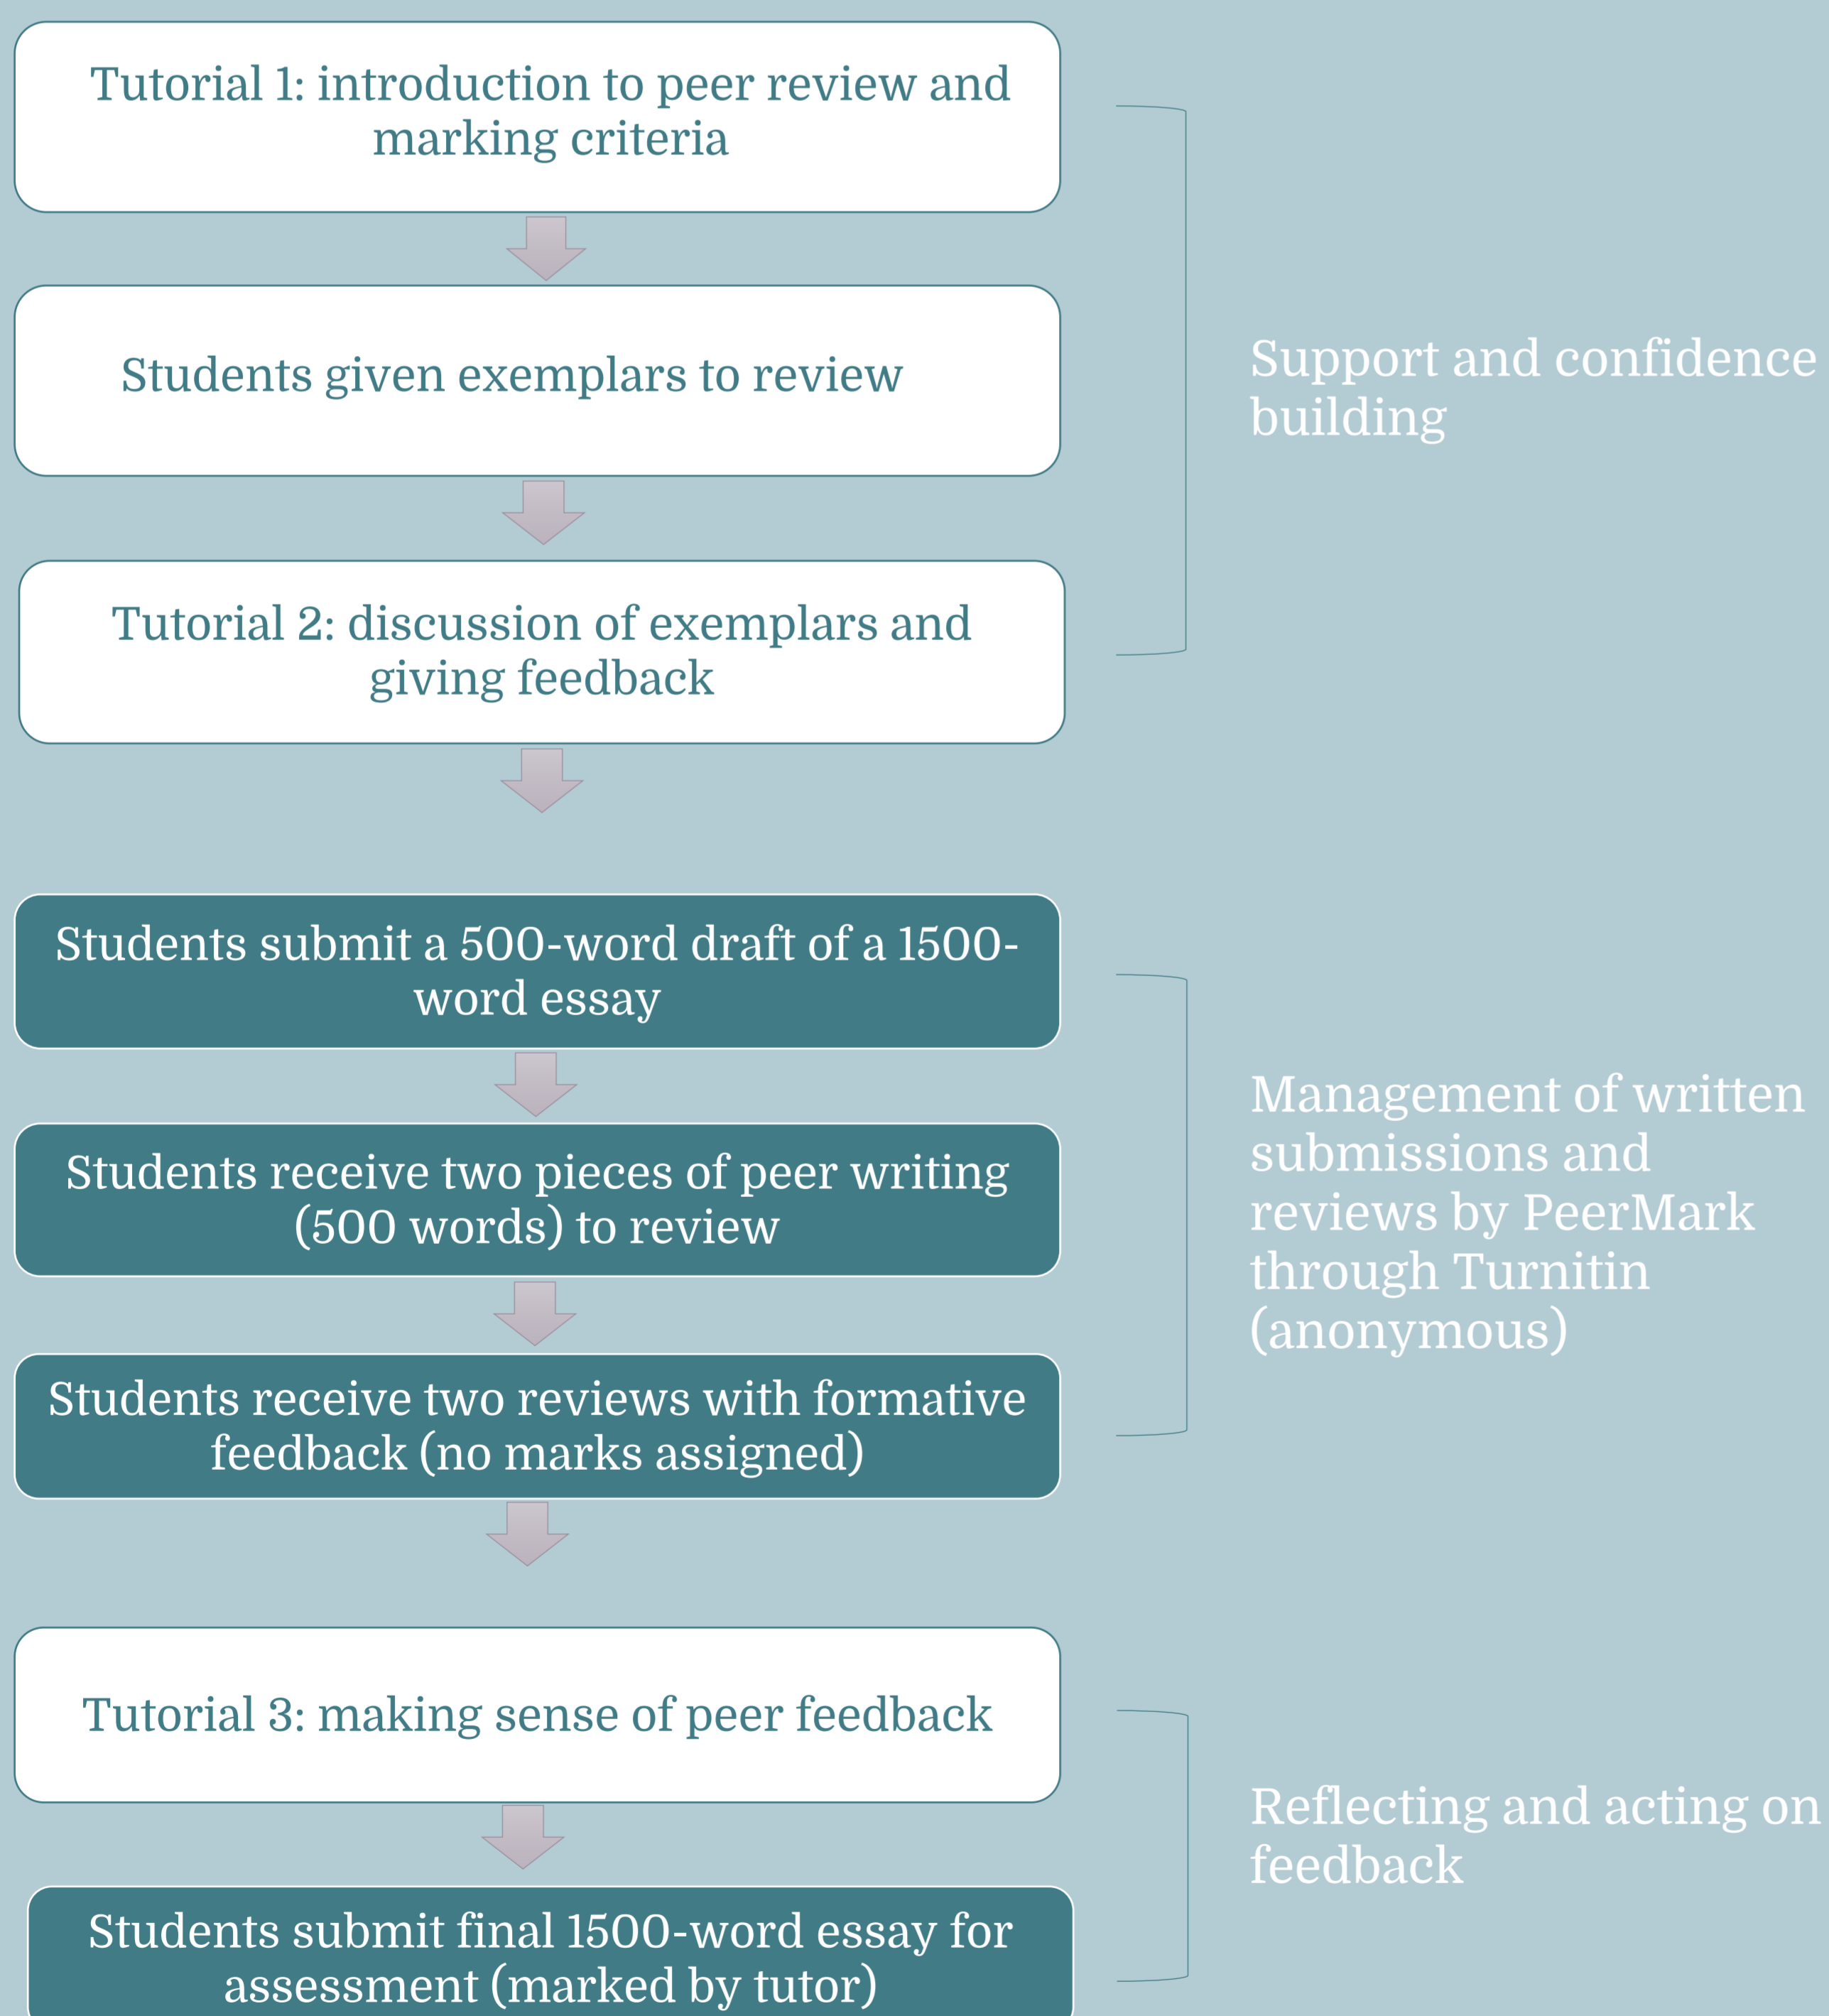 Tutorial 1: introduction to peer review and
marking criteria
Students given exemplars to review
Tutorial 2: discussion of exemplars and
giving feedback
Support and confidence
building
Students submit a 500-word draft of a 1500-
word essay
Students receive two pieces of peer writing
(500 words) to review
Students receive two reviews with formative
feedback (no marks assigned)
Management of written
submissions and
reviews by PeerMark
through Turnitin
(anonymous)
Tutorial 3: making sense of peer feedback
Students submit final 1500-word essay for
assessment (marked by tutor)
Reflecting and acting on
feedback